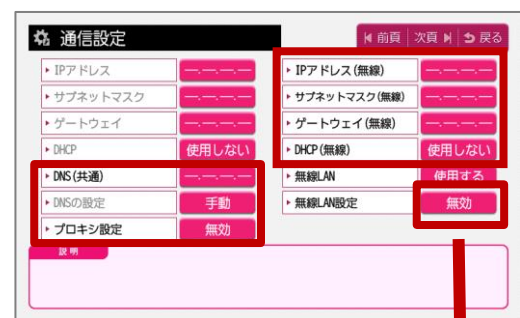 通信設定
前頁 次頁 戻る
IPアドレス —.—.—.—
サブネットマスク —.—.—.—
ゲートウェイ —.—.—.—
DHCP 使用しない
DNS(共通) —.—.—.—
DNSの設定 手動
プロキシ設定 無効
IPアドレス(無線) —.—.—.—
サブネットマスク(無線) —.—.—.—
ゲートウェイ(無線) —.—.—.—
DHCP(無線) 使用しない
無線LAN 使用する
無線LAN設定 無効
説明